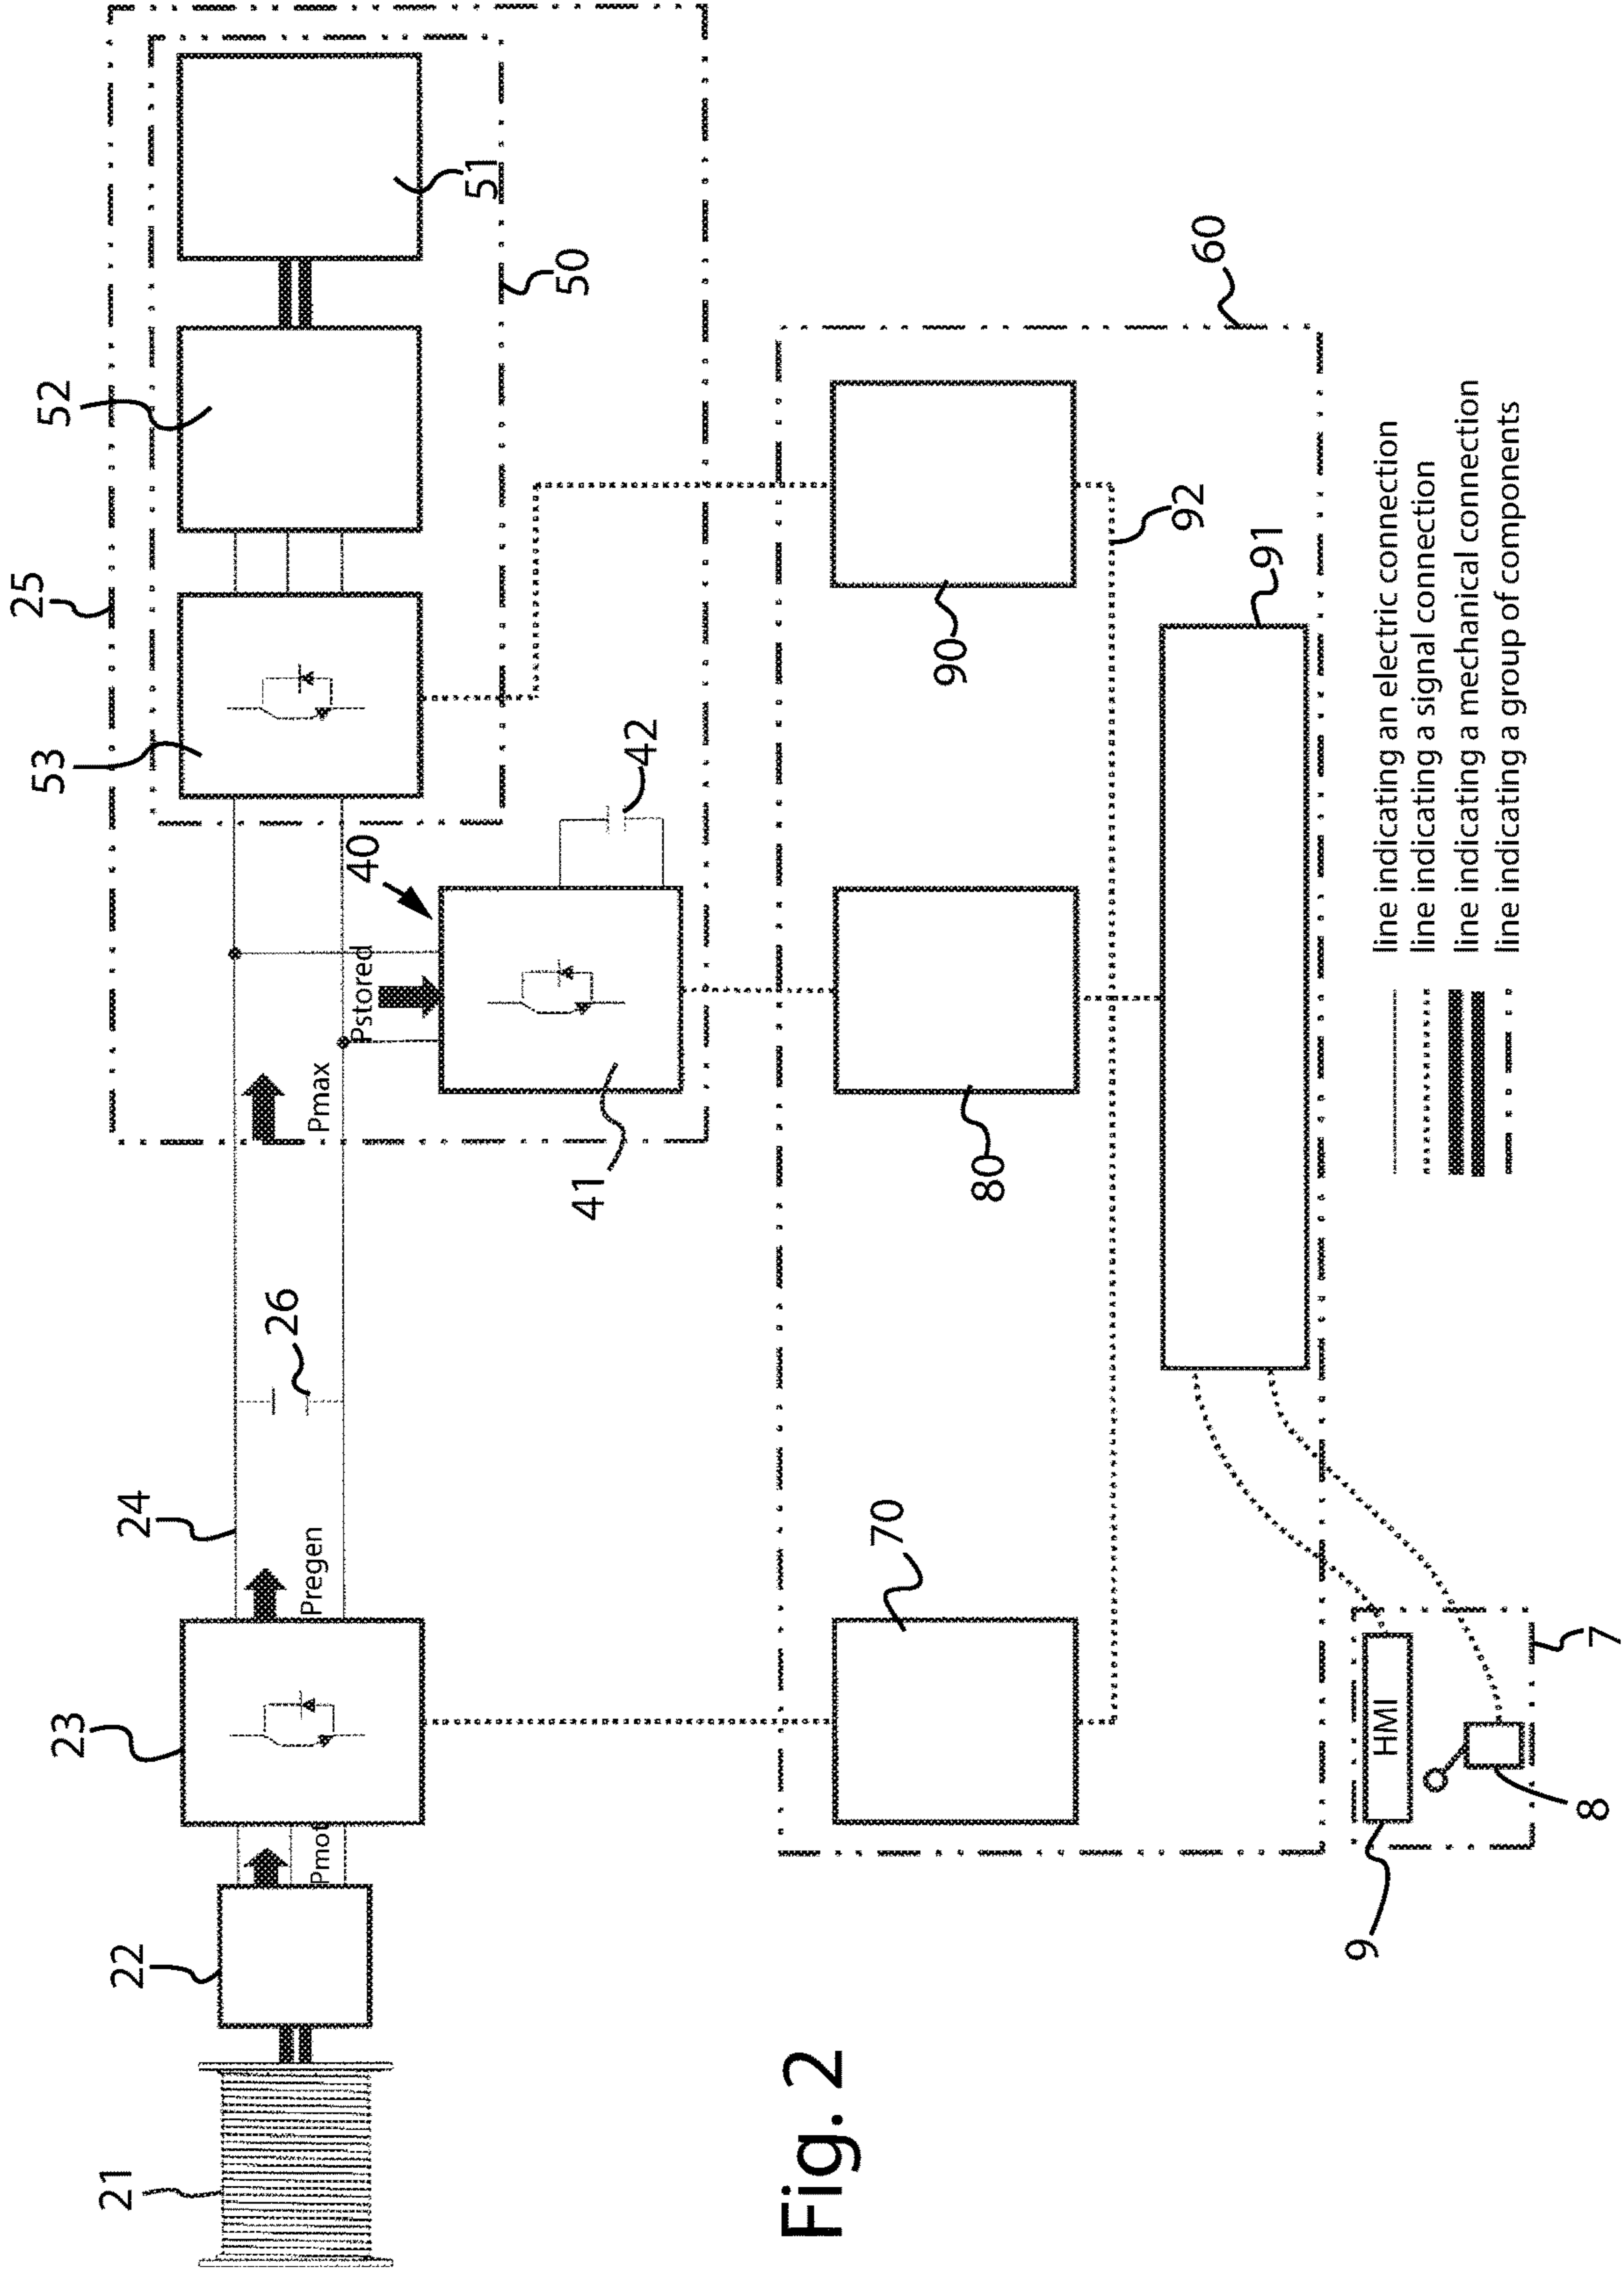 21
22
23
24
25
26
Pmot
Pregen
Pmax
Pstored
40
41
42
53
52
51
50
60
70
80
90
92
91
HMI
9
8
7
line indicating an electric connection
line indicating a signal connection
line indicating a mechanical connection
line indicating a group of components
Fig. 2